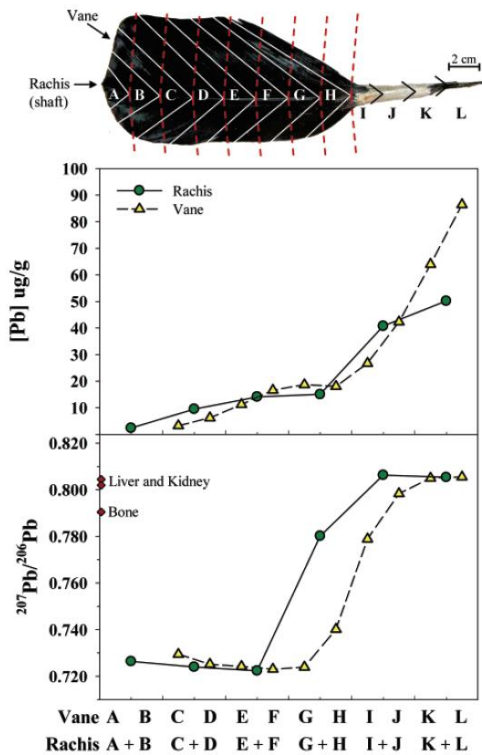 Vane
2 cm
Rachis
(shaft)
A B C D E F G H I J K L
Rachis
Vane
[Pb] ug/g
100
90
80
70
60
50
40
30
20
10
0.820
0.800
0.780
0.760
0.740
0.720
Liver and Kidney
Bone
207Pb/206Pb
Vane A B C D E F G H I J K L
Rachis A + B C + D E + F G + H I + J K + L